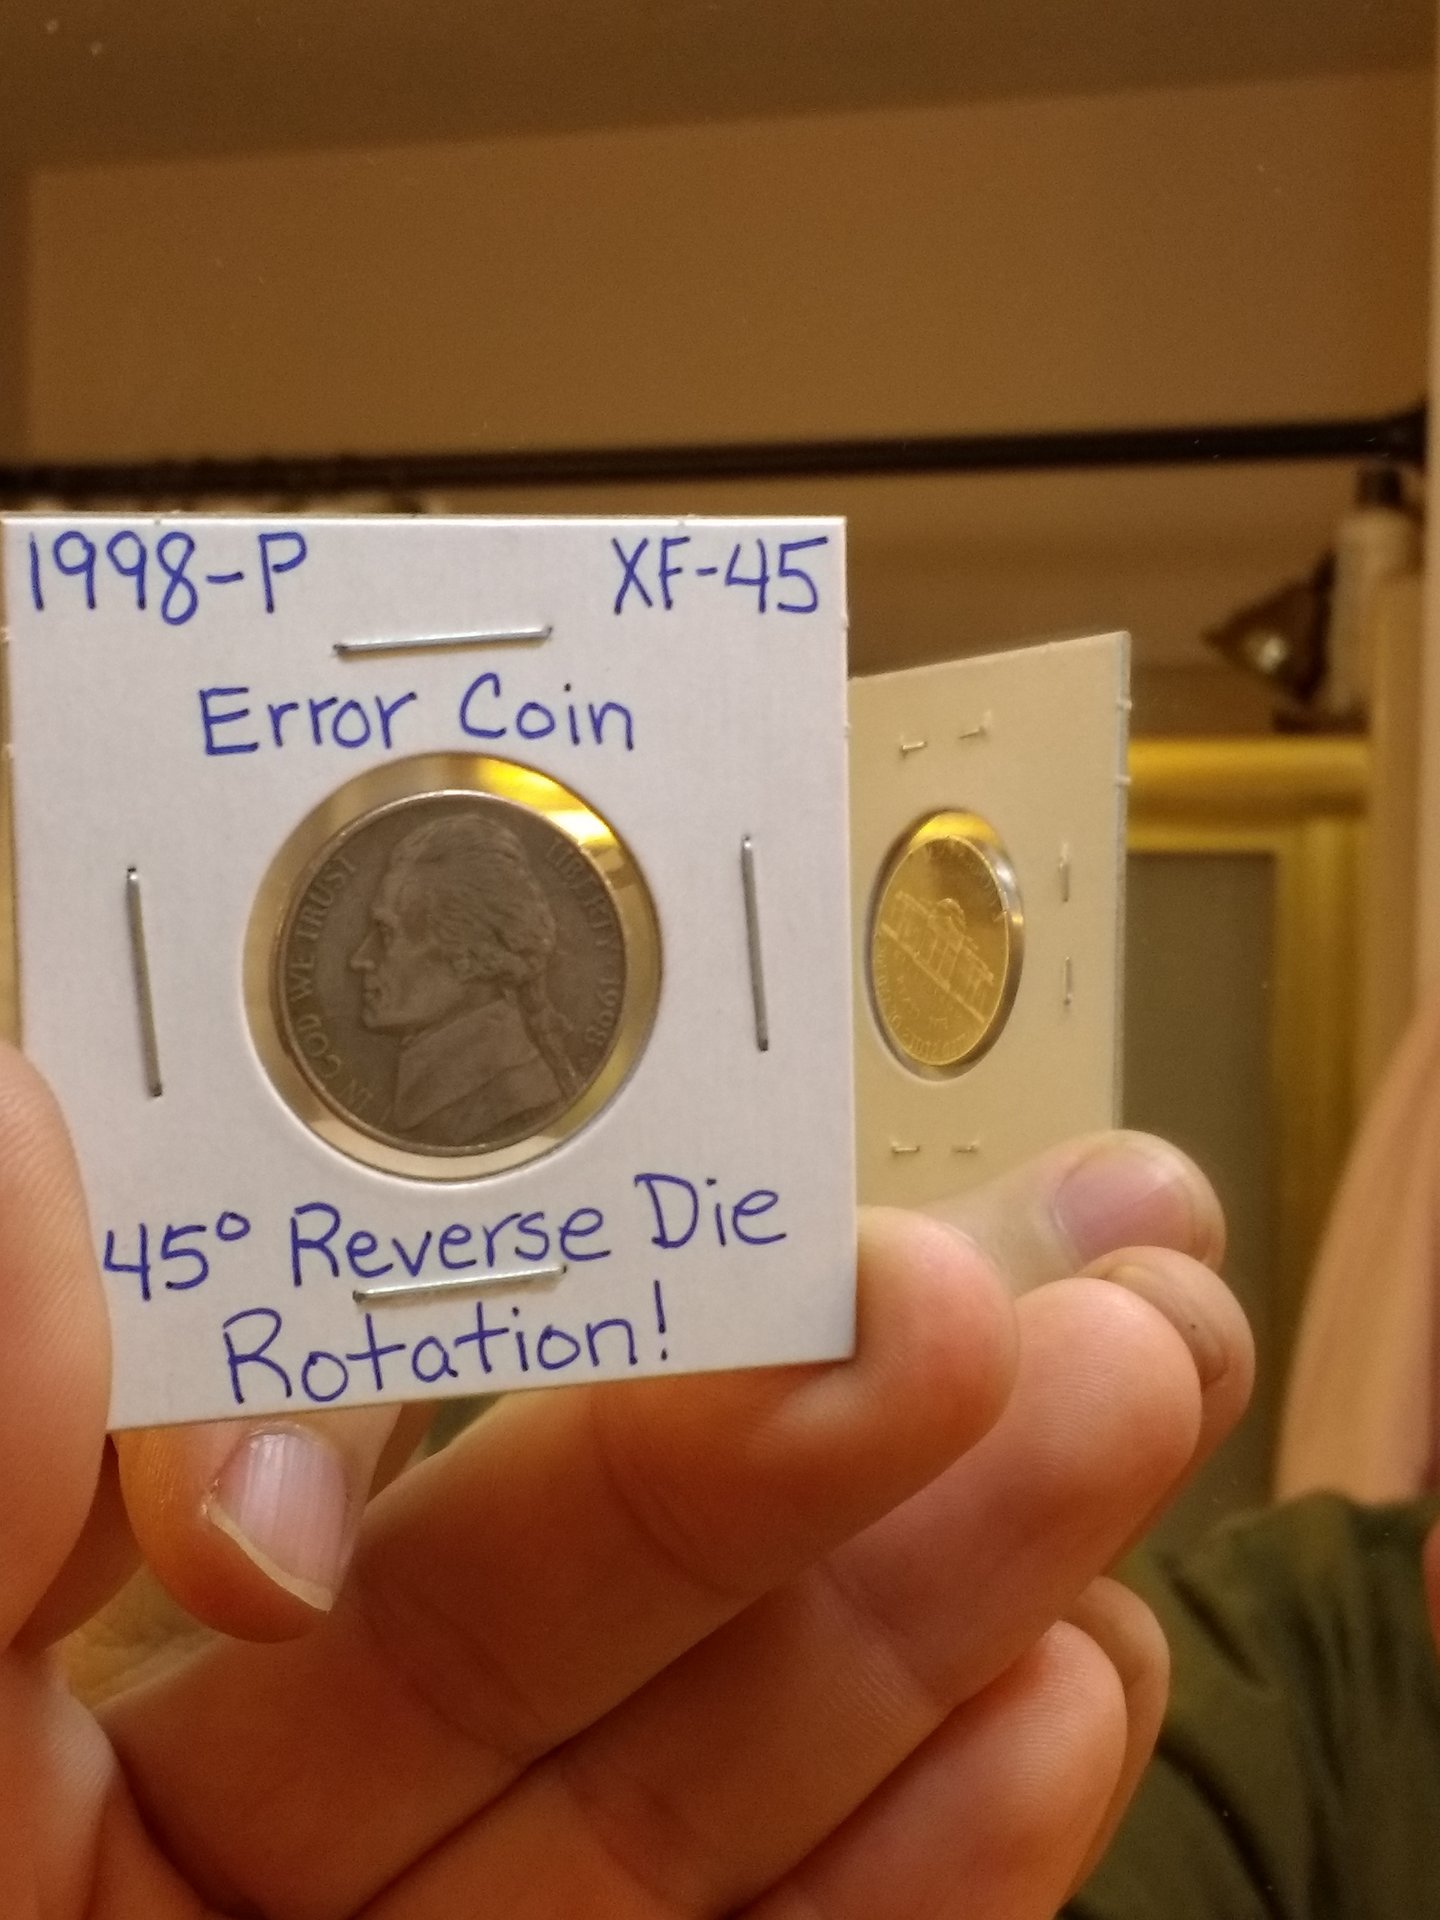 1998-P XF-45
Error Coin
IN GOD WE TRUST LIBERTY 1998 P
45° Reverse Die
Rotation!